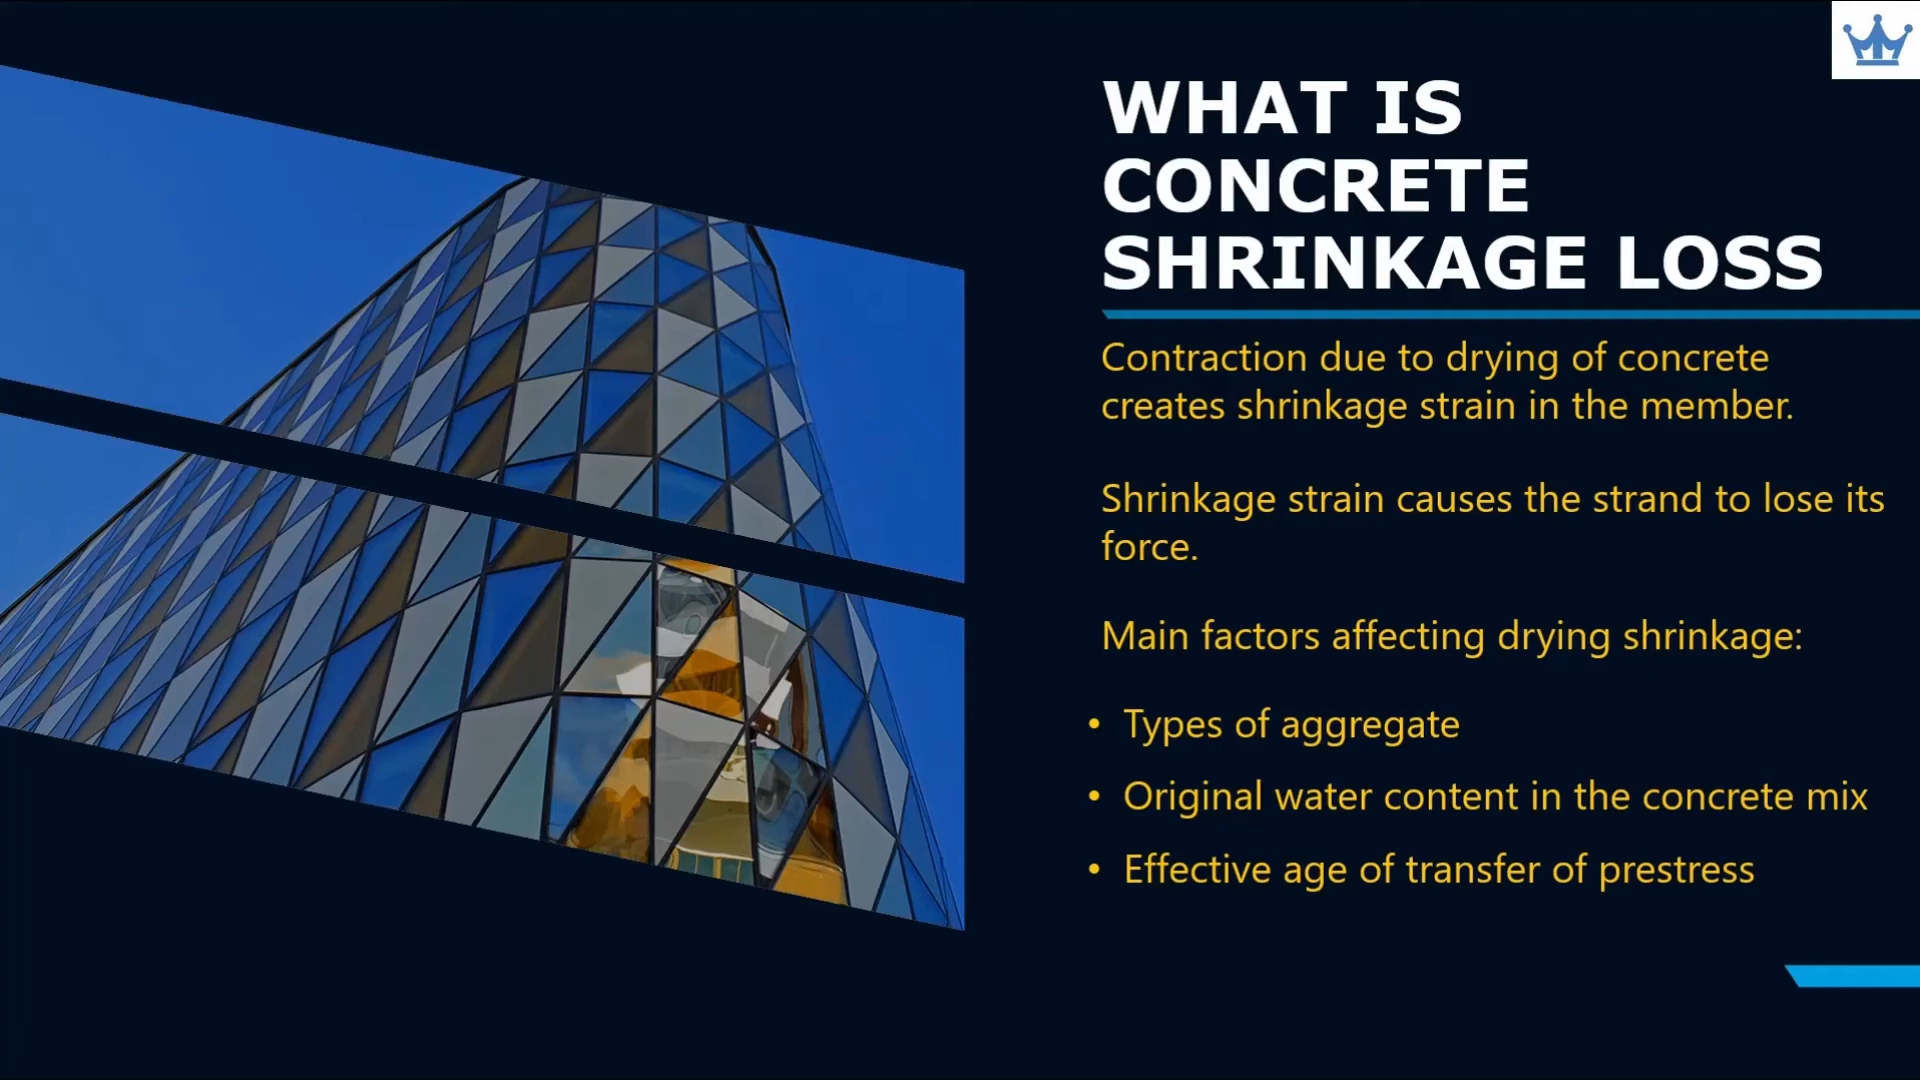 WHAT IS
CONCRETE
SHRINKAGE LOSS
Contraction due to drying of concrete
creates shrinkage strain in the member.
Shrinkage strain causes the strand to lose its
force.
Main factors affecting drying shrinkage:
• Types of aggregate
• Original water content in the concrete mix
• Effective age of transfer of prestress